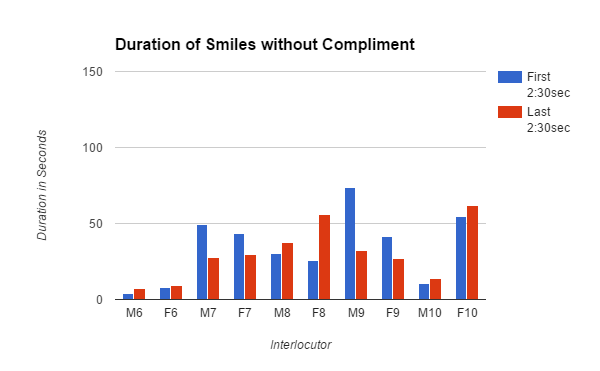 Duration of Smiles without Compliment
150
100
50
0
Duration in Seconds
First
2:30sec
Last
2:30sec
M6 F6 M7 F7 M8 F8 M9 F9 M10 F10
Interlocutor